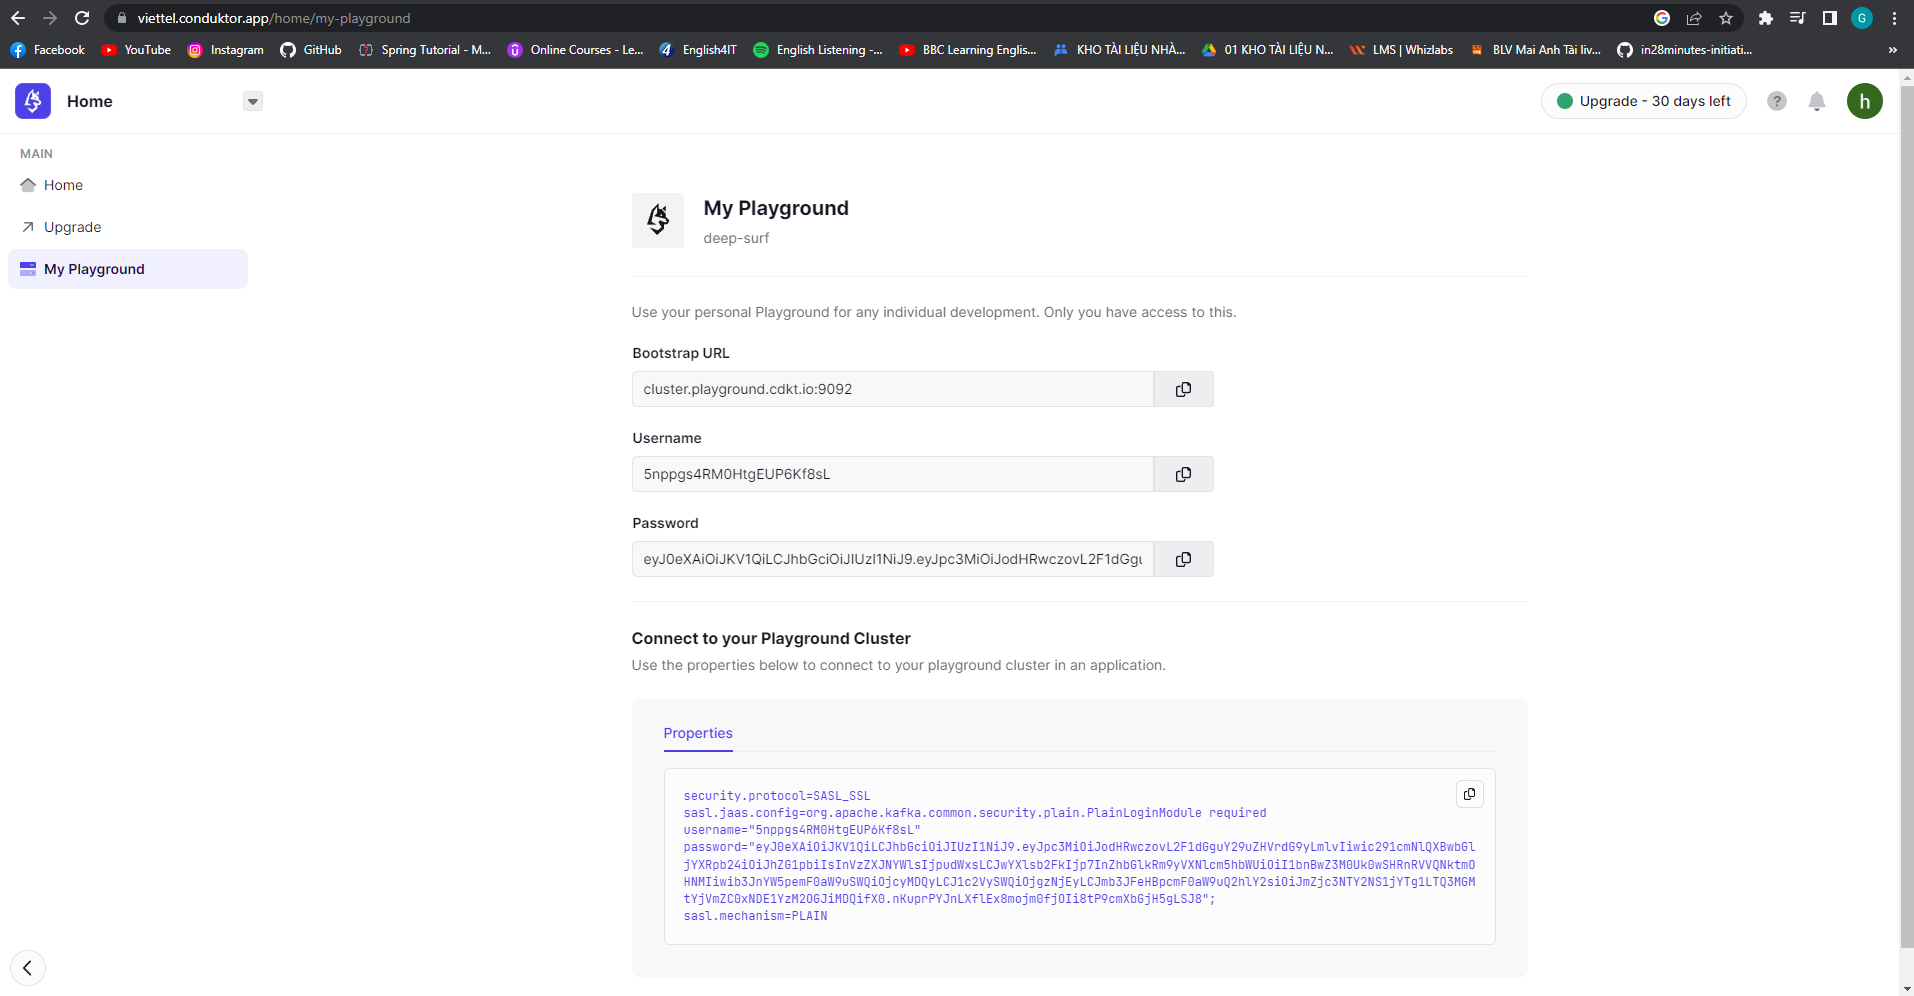 viettel.conduktor.app/home/my-playground
G
Facebook
YouTube
Instagram
GitHub
Spring Tutorial - M...
Online Courses - Le...
English4IT
English Listening -...
BBC Learning Englis...
KHO TÀI LIỆU NHÀ...
01 KHO TÀI LIỆU N...
LMS | Whizlabs
BLV Mai Anh Tài liv...
in28minutes-initiati...
»
Home
Upgrade - 30 days left
?
h
MAIN
Home
Upgrade
My Playground
My Playground
deep-surf
Use your personal Playground for any individual development. Only you have access to this.
Bootstrap URL
cluster.playground.cdkt.io:9092
Username
5nppgs4RM0HtgEUP6Kf8sL
Password
eyJ0eXAiOiJKV1QiLCJhbGciOiJIUzI1NiJ9.eyJpc3MiOiJodHRwczovL2F1dGgu
Connect to your Playground Cluster
Use the properties below to connect to your playground cluster in an application.
Properties
security.protocol=SASL_SSL
sasl.jaas.config=org.apache.kafka.common.security.plain.PlainLoginModule required
username="5nppgs4RM0HtgEUP6Kf8sL"
password="eyJ0eXAiOiJKV1QiLCJhbGciOiJIUzI1NiJ9.eyJpc3MiOiJodHRwczovL2F1dGguY29uZHVrdG9yLmlvIiwic291cmNlQXBwbGl
jYXRpb24iOiJhZG1pbiIsInVzZXJNYWlsIjpudWxsLCJwYXlsb2FkIjp7InZhbGlkRm9yVXNlcm5hbWUiOiI1bnBwZ3M0Uk0wSHRnRVVQNktmO
HNMIiwib3JnYW5pemF0aW9uSWQiOjcyMDQyLCJ1c2VySWQiOjgzNjEyLCJmb3JFeHBpcmF0aW9uQ2hlY2siOiJmZjc3NTY2NS1jYTg1LTQ3MGM
tYjVmZC0xNDE1YzM2OGJiMDQifX0.nKuprPYJnLXflEx8mojm0fjOIi8tP9cmXbGjH5gLSJ8";
sasl.mechanism=PLAIN